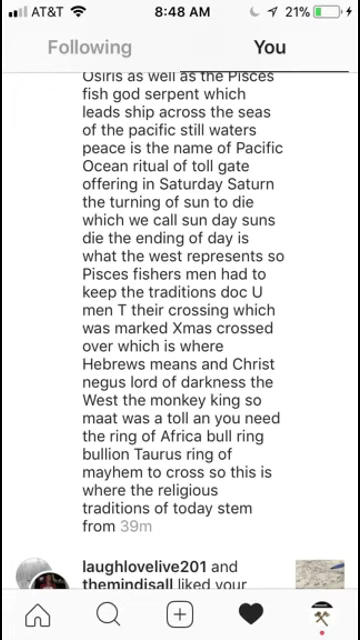 AT&T 8:48 AM 21%
Following You
Osiris as well as the Pisces
fish god serpent which
leads ship across the seas
of the pacific still waters
peace is the name of Pacific
Ocean ritual of toll gate
offering in Saturday Saturn
the turning of sun to die
which we call sun day suns
die the ending of day is
what the west represents so
Pisces fishers men had to
keep the traditions doc U
men T their crossing which
was marked Xmas crossed
over which is where
Hebrews means and Christ
negus lord of darkness the
West the monkey king so
maat was a toll an you need
the ring of Africa bull ring
bullion Taurus ring of
mayhem to cross so this is
where the religious
traditions of today stem
from 39m
laughlovelive201 and
themindisall liked your